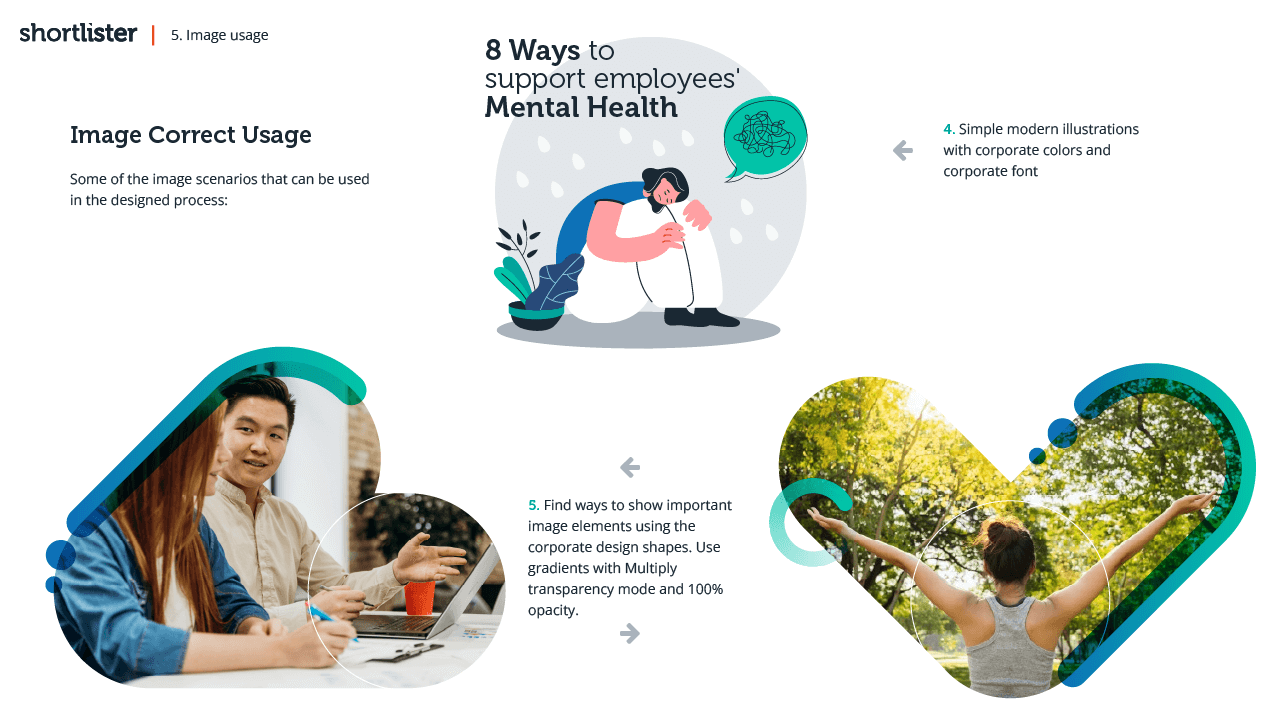 shortlister
5. Image usage
8 Ways to
support employees'
Mental Health
Image Correct Usage
Some of the image scenarios that can be used
in the designed process:
4. Simple modern illustrations
with corporate colors and
corporate font
5. Find ways to show important
image elements using the
corporate design shapes. Use
gradients with Multiply
transparency mode and 100%
opacity.